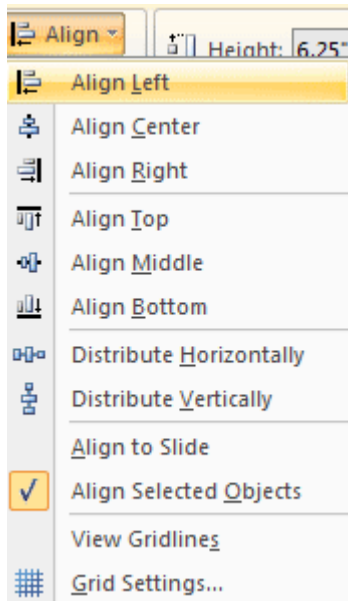 Align
Height: 6.25"
Align Left
Align Center
Align Right
Align Top
Align Middle
Align Bottom
Distribute Horizontally
Distribute Vertically
Align to Slide
Align Selected Objects
View Gridlines
Grid Settings...